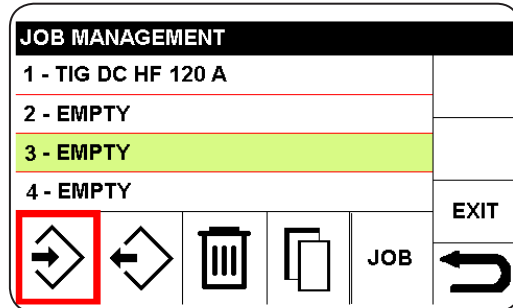 JOB MANAGEMENT
1 - TIG DC HF 120 A
2 - EMPTY
3 - EMPTY
4 - EMPTY
EXIT
JOB